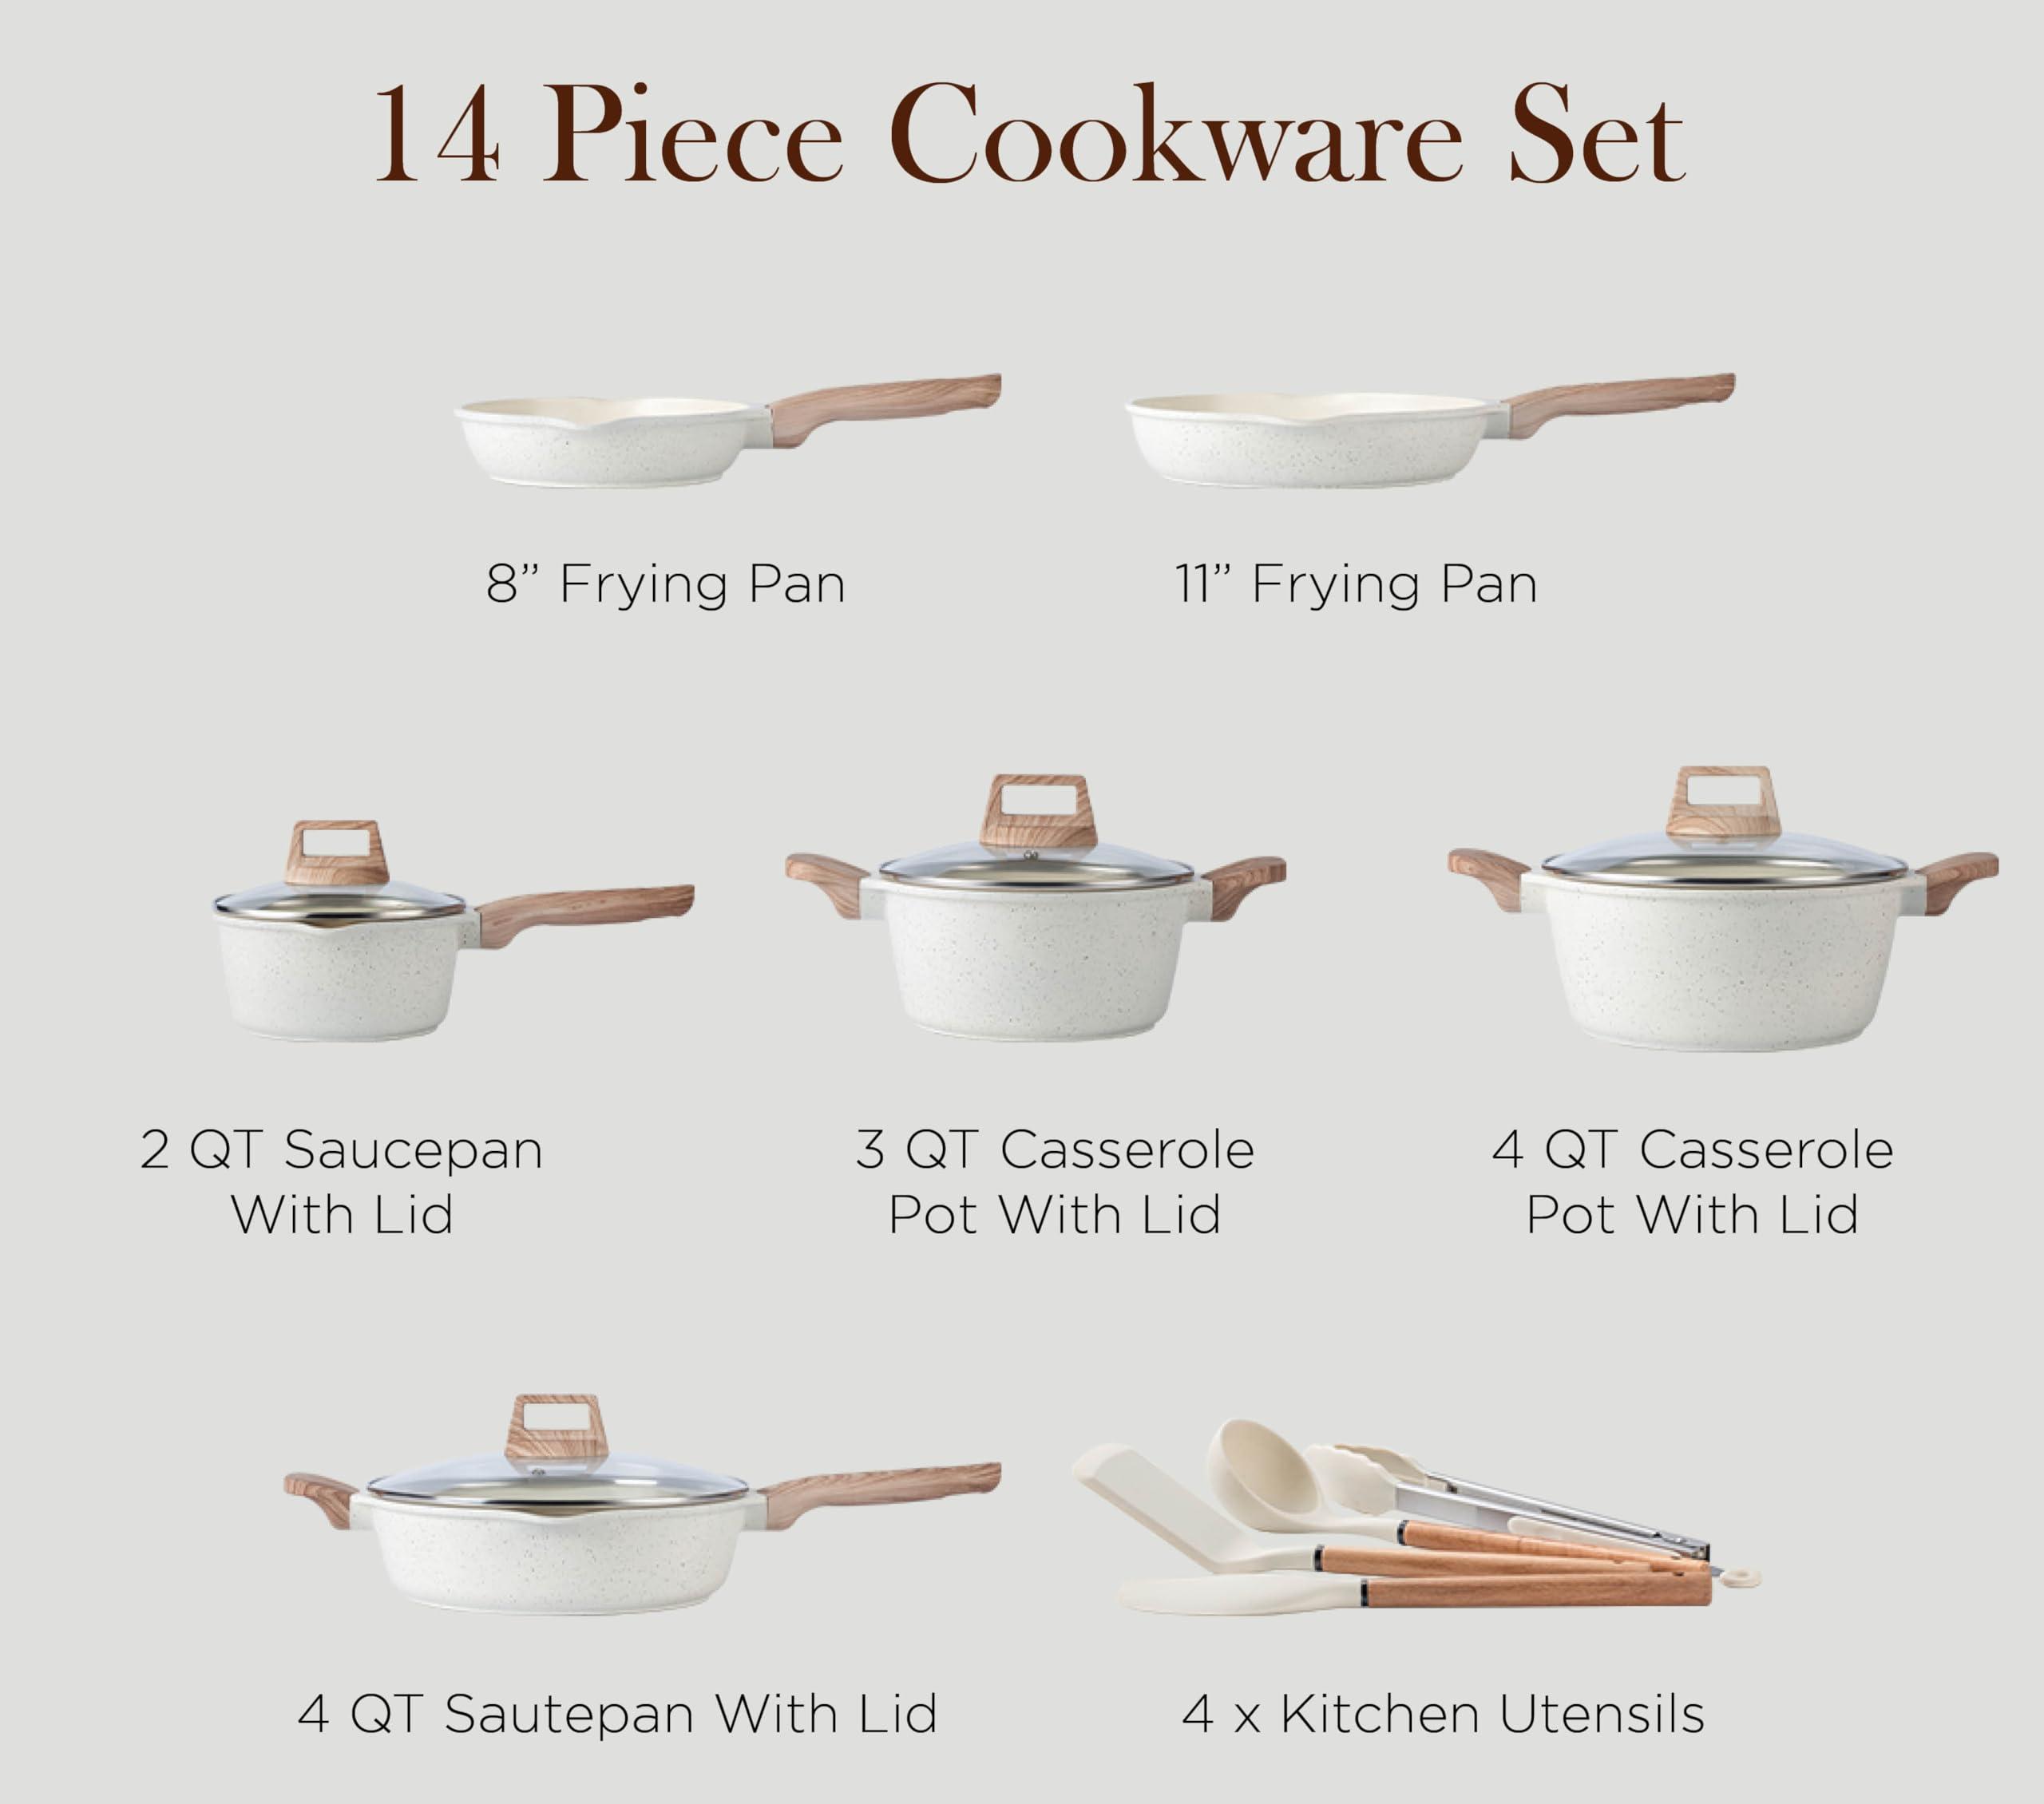 14 Piece Cookware Set
8” Frying Pan
11” Frying Pan
2 QT Saucepan
With Lid
3 QT Casserole
Pot With Lid
4 QT Casserole
Pot With Lid
4 QT Sautepan With Lid
4 x Kitchen Utensils